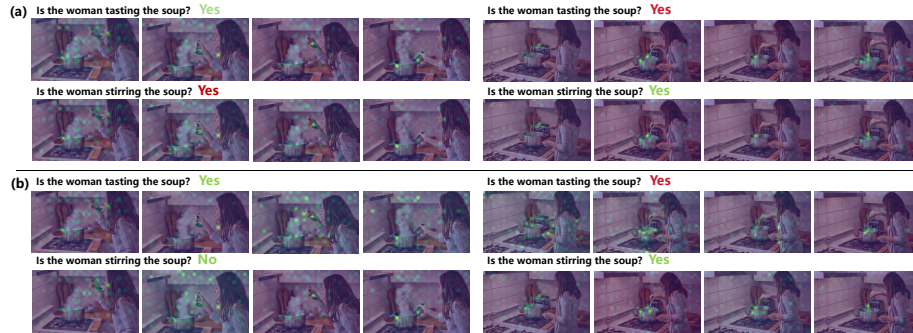 (a) Is the woman tasting the soup? Yes
Is the woman tasting the soup? Yes
Is the woman stirring the soup? Yes
Is the woman stirring the soup? Yes
(b) Is the woman tasting the soup? Yes
Is the woman tasting the soup? Yes
Is the woman stirring the soup? No
Is the woman stirring the soup? Yes